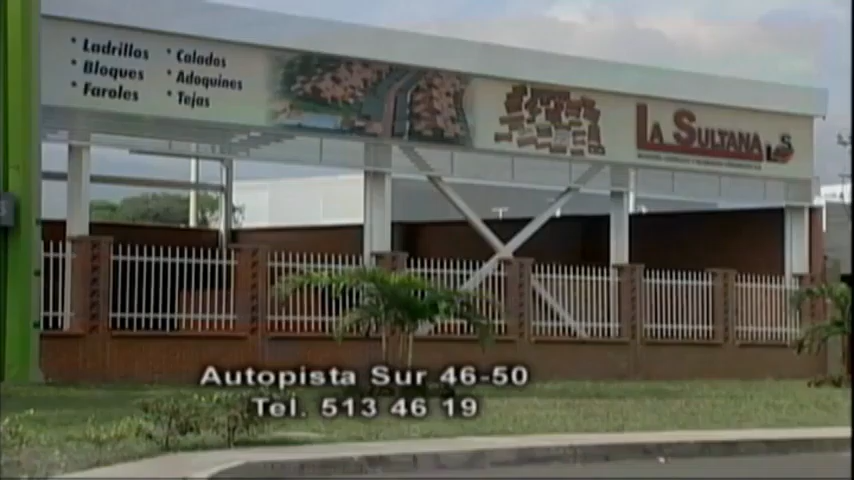 * Ladrillos
* Calados
* Bloques
* Adoquines
* Faroles
* Tejas
LA SULTANA
L S
Autopista Sur 46-50
Tel. 513 46 19